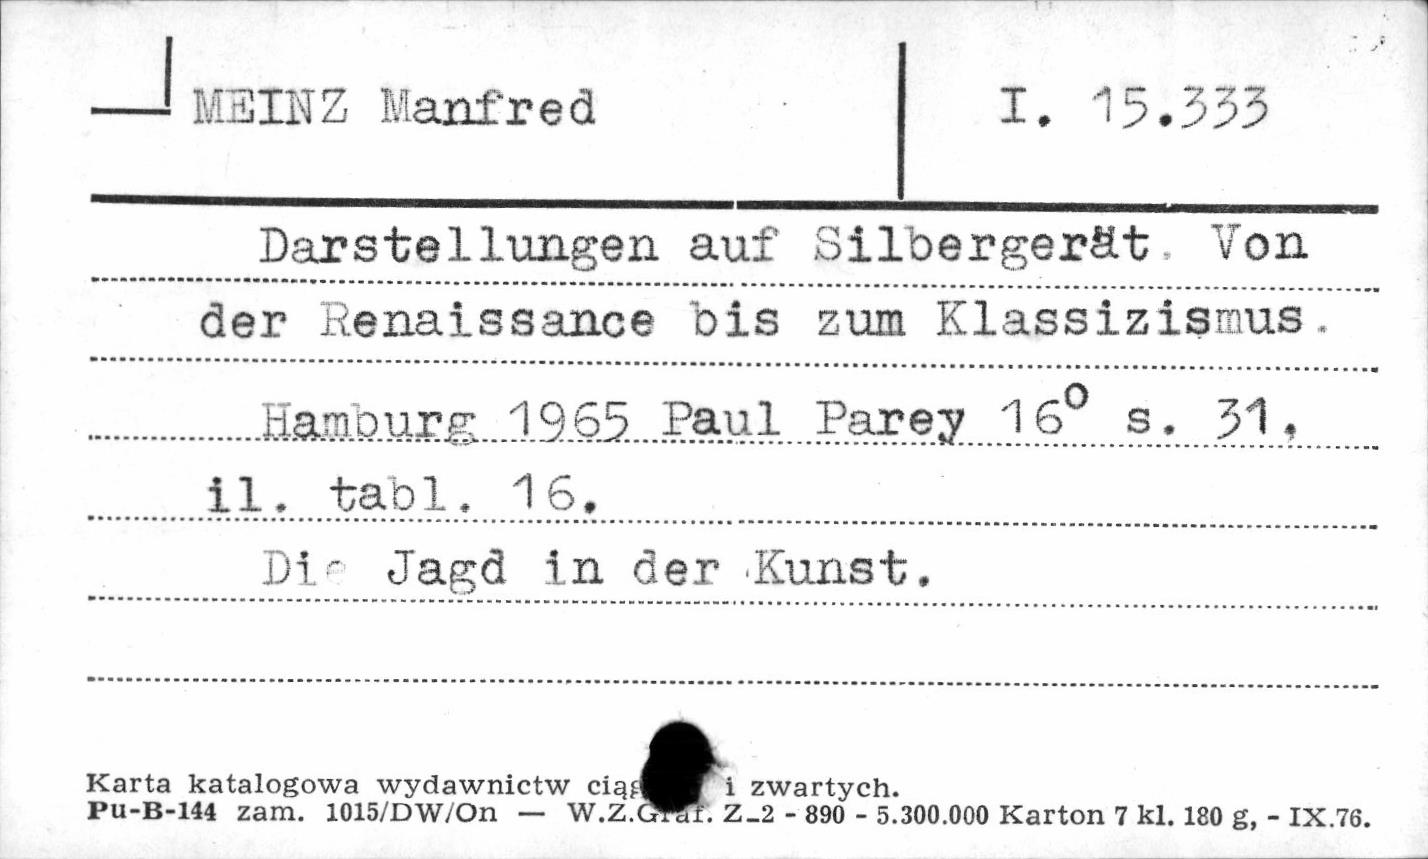 MEINZ Manfred I. 15.333
Darstellungen auf Silbergerät. Von
der Renaissance bis zum Klassizismus.
Hamburg 1965 Paul Parey 16° s. 31,
il. tabl. 16.
Die Jagd in der Kunst.
Karta katalogowa wydawnictw i zwartych.
Pu-B-144 zam. 1015/DW/On — W.Z.Graf. Z-2 - 890 - 5.300.000 Karton 7 kl. 180 g, - IX.76.